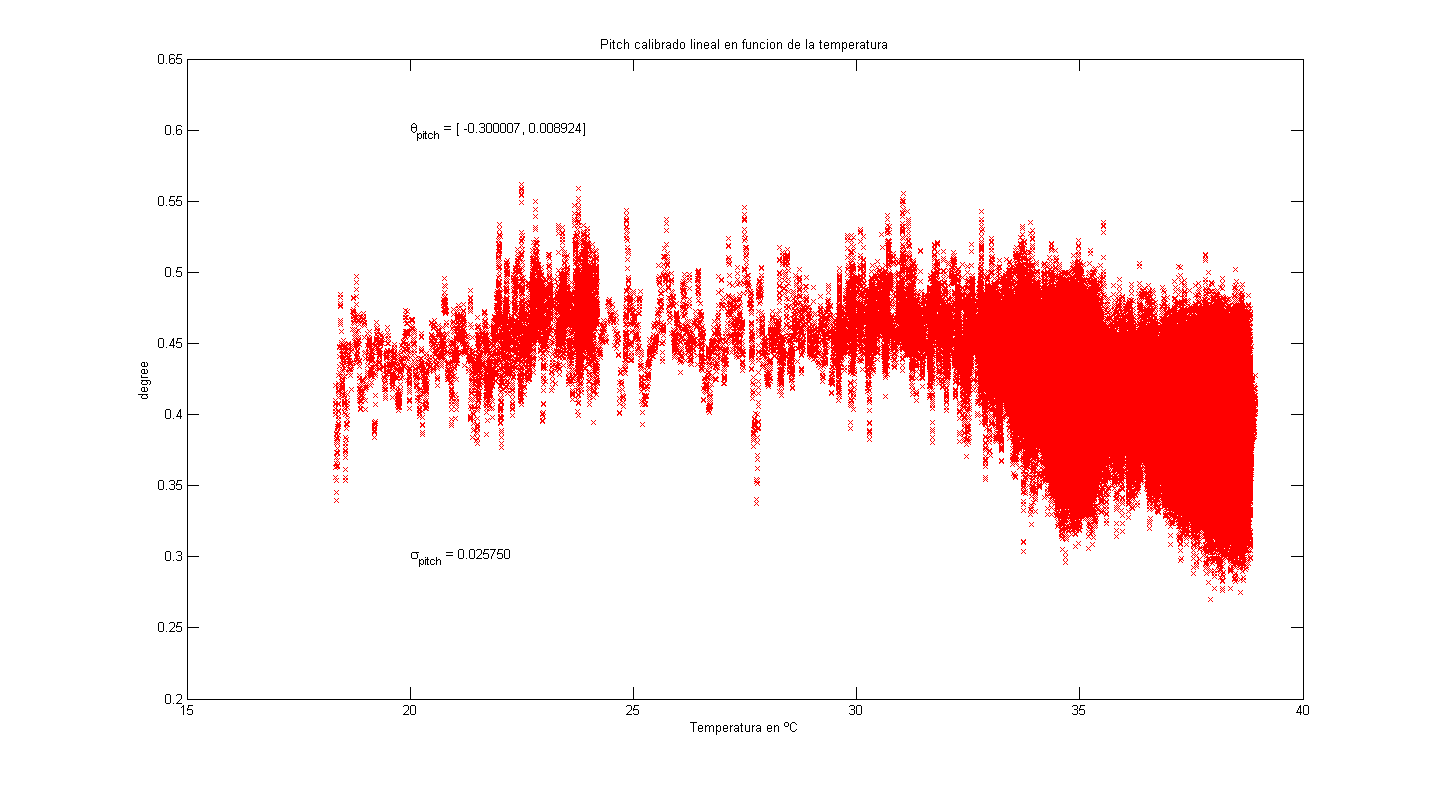 Pitch calibrado lineal en funcion de la temperatura
0.65
0.6
0.55
0.5
0.45
0.4
0.35
0.3
0.25
0.2
degree
θpitch = [ -0.300007, 0.008924]
σpitch = 0.025750
15 20 25 30 35 40
Temperatura en ºC